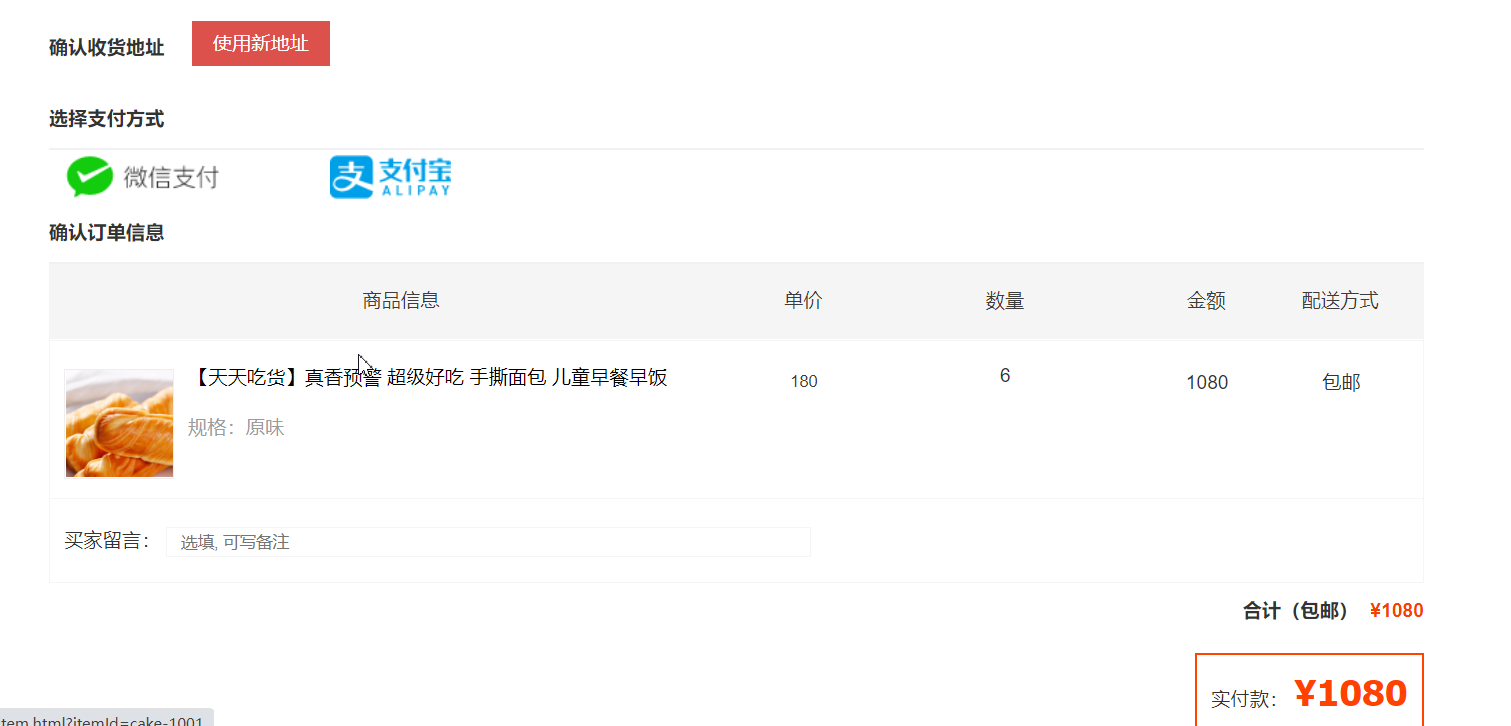 确认收货地址 使用新地址
选择支付方式
微信支付 支付宝
ALIPAY
确认订单信息
商品信息 单价 数量 金额 配送方式
【天天吃货】真香预警 超级好吃 手撕面包 儿童早餐早饭 180 6 1080 包邮
规格：原味
买家留言： 选填, 可写备注
合计（包邮） ¥1080
实付款： ¥1080
tem.html?itemId=cake-1001